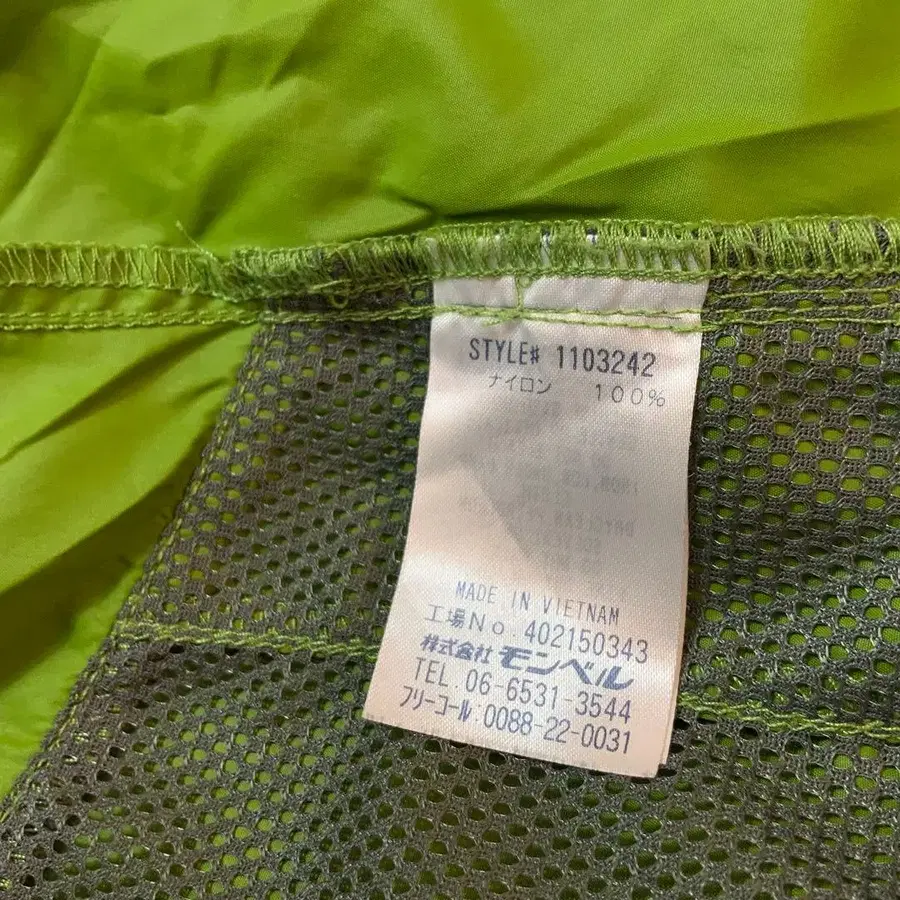 STYLE# 1103242
ナイロン 100%
MADE IN VIETNAM
工場No. 402150343
株式会社 モンベル
TEL. 06-6531-3544
フリーコール:0088-22-0031